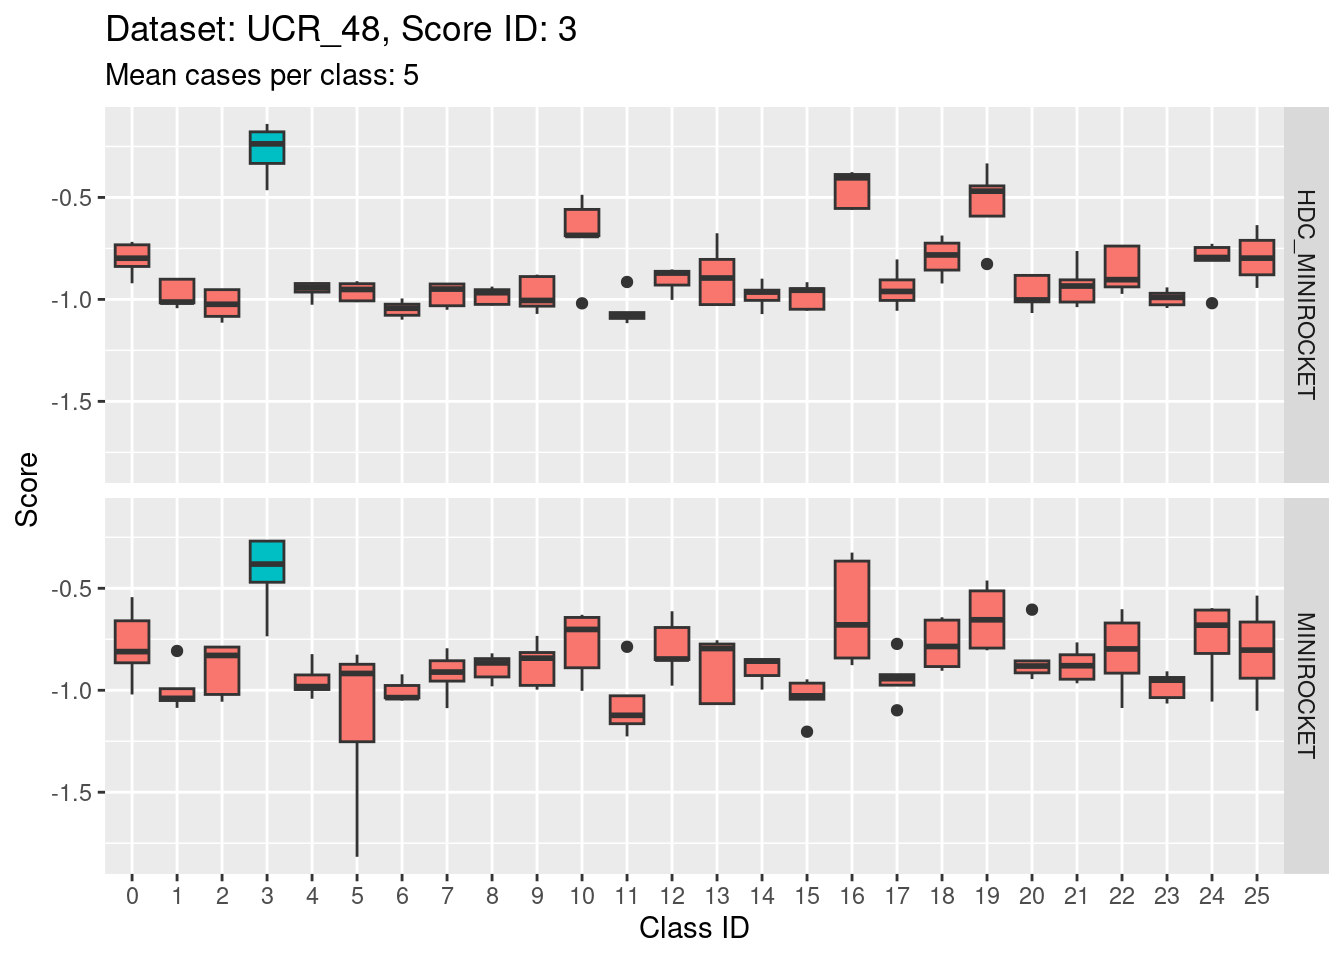 Dataset: UCR_48, Score ID: 3
Mean cases per class: 5
Score
-0.5
-1.0
-1.5
HDC_MINIROCKET
-0.5
-1.0
-1.5
MINIROCKET
0 1 2 3 4 5 6 7 8 9 10 11 12 13 14 15 16 17 18 19 20 21 22 23 24 25
Class ID